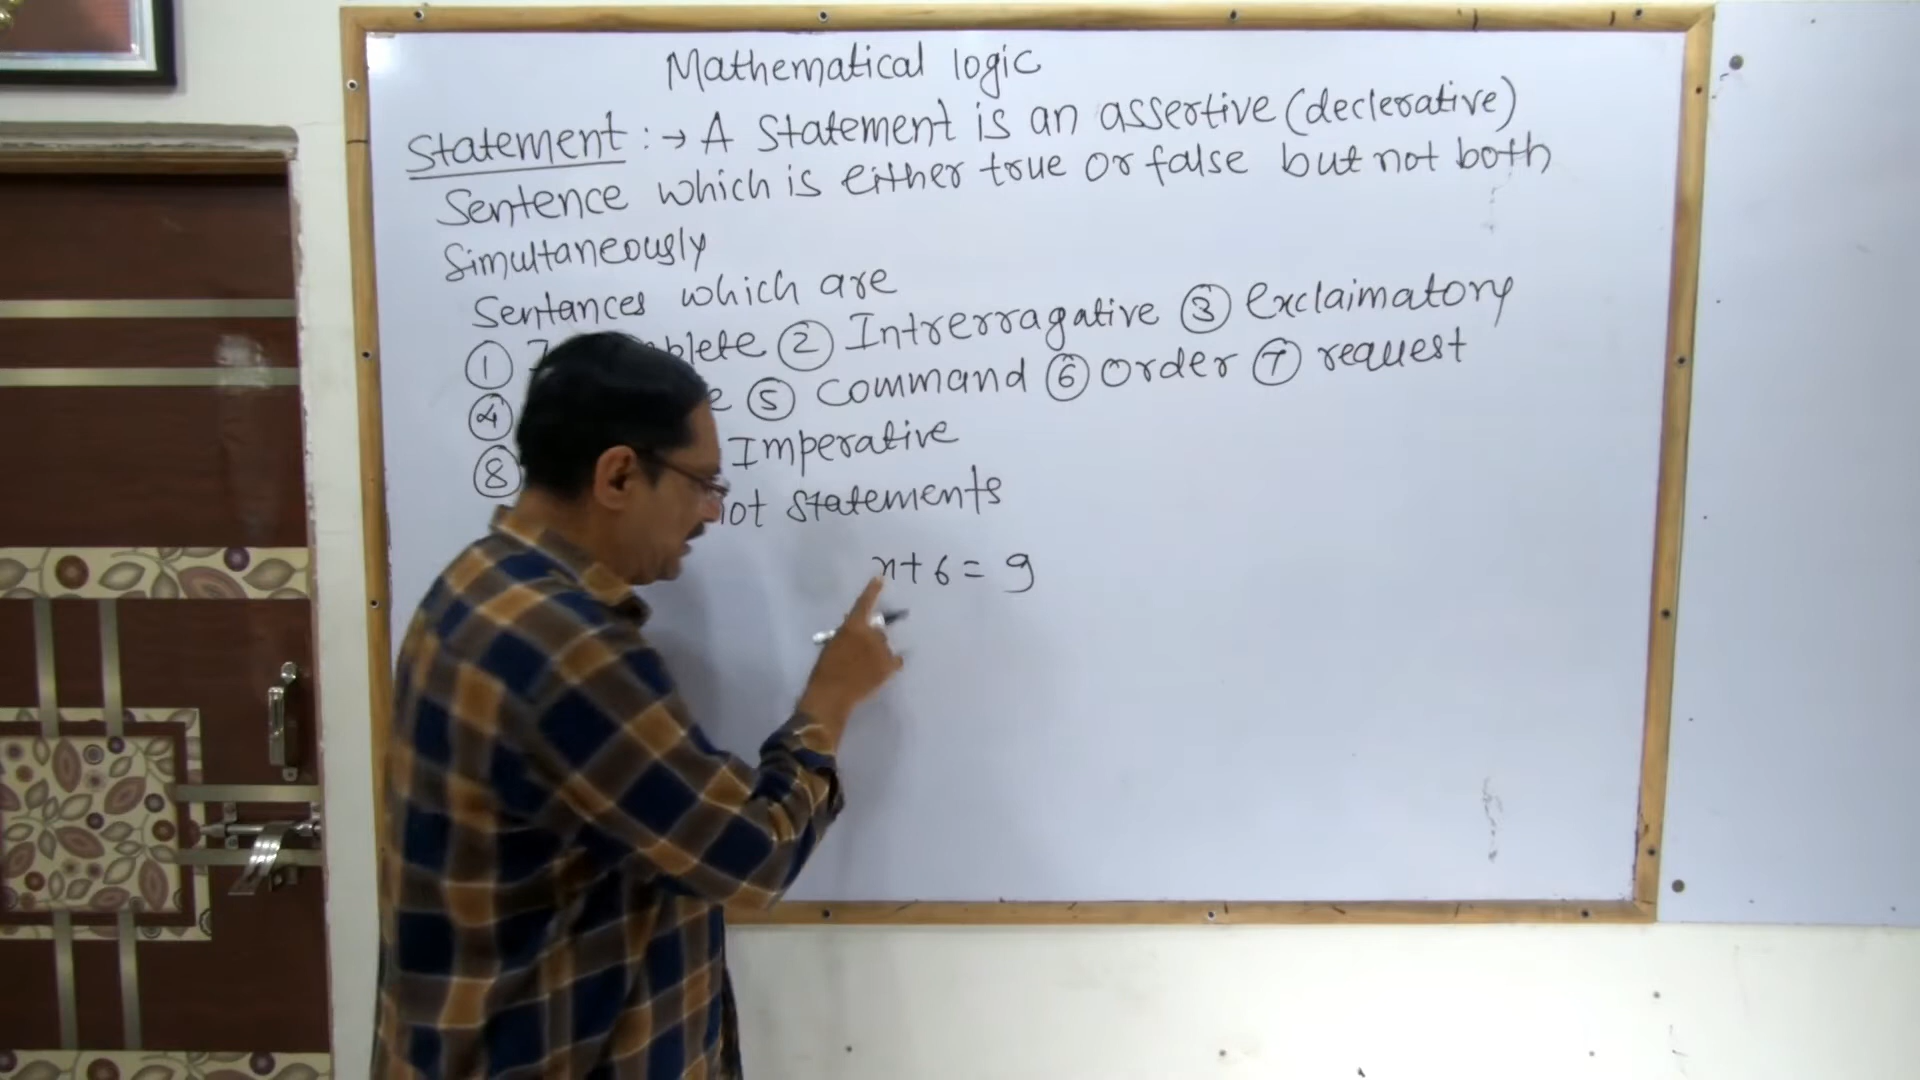 Mathematical logic
Statement :→ A Statement is an assertive (declerative)
Sentence which is either true or false but not both
Simultaneously
Sentances which are
① ② Intrerragative ③ exclaimatory
④ ⑤ Command ⑥ order ⑦ request
⑧ Imperative
not statements
x+6 = 9